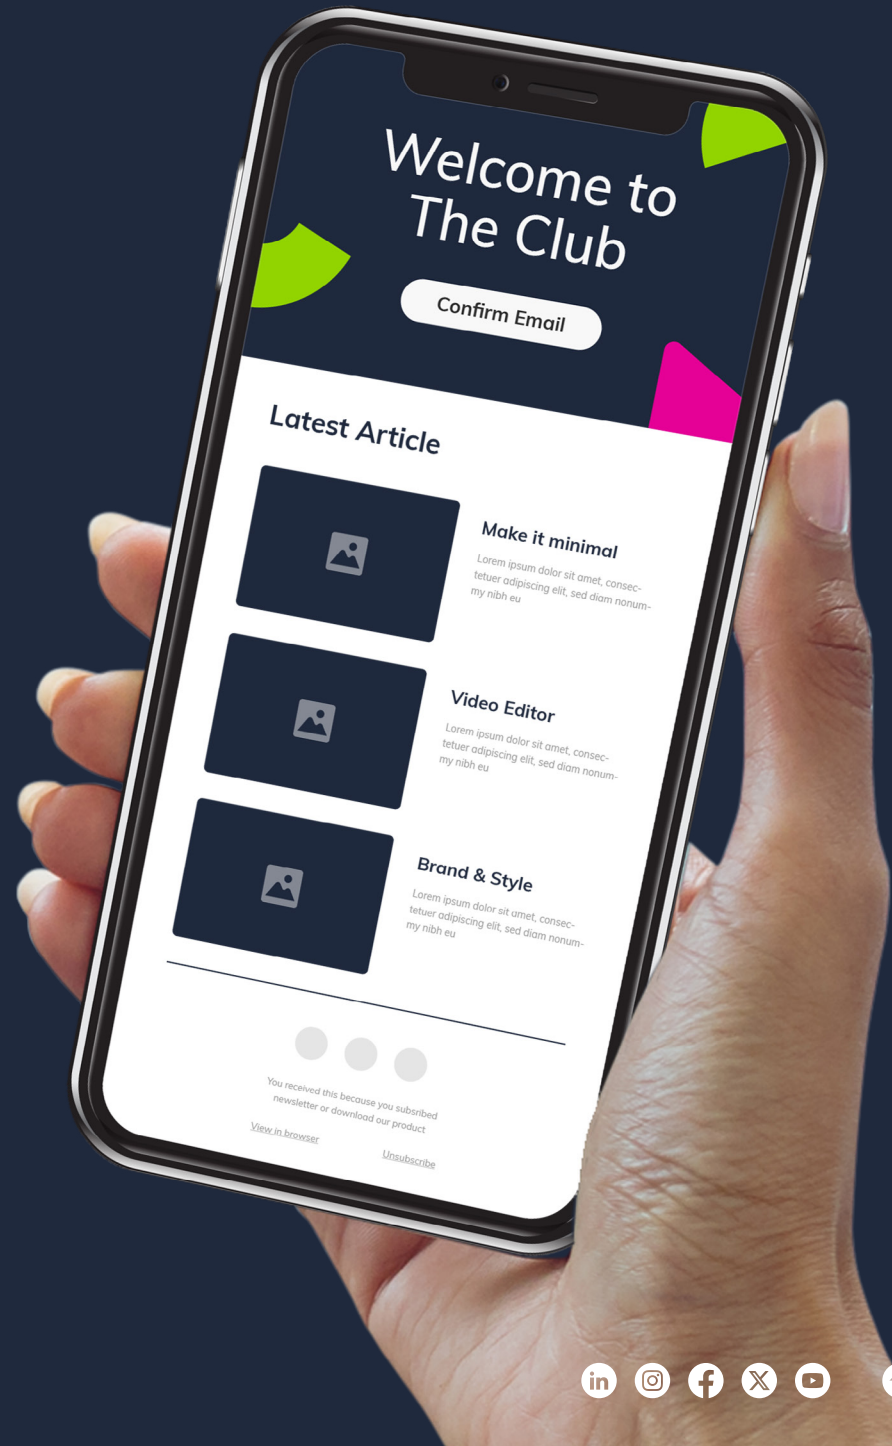 Welcome to
The Club
Confirm Email
Latest Article
Make it minimal
Lorem ipsum dolor sit amet, consec-
tetuer adipiscing elit, sed diam nonum-
my nibh eu
Video Editor
Lorem ipsum dolor sit amet, consec-
tetuer adipiscing elit, sed diam nonum-
my nibh eu
Brand & Style
Lorem ipsum dolor sit amet, consec-
tetuer adipiscing elit, sed diam nonum-
my nibh eu
You received this because you subsribed
newsletter or download our product
View in browser
Unsubscribe